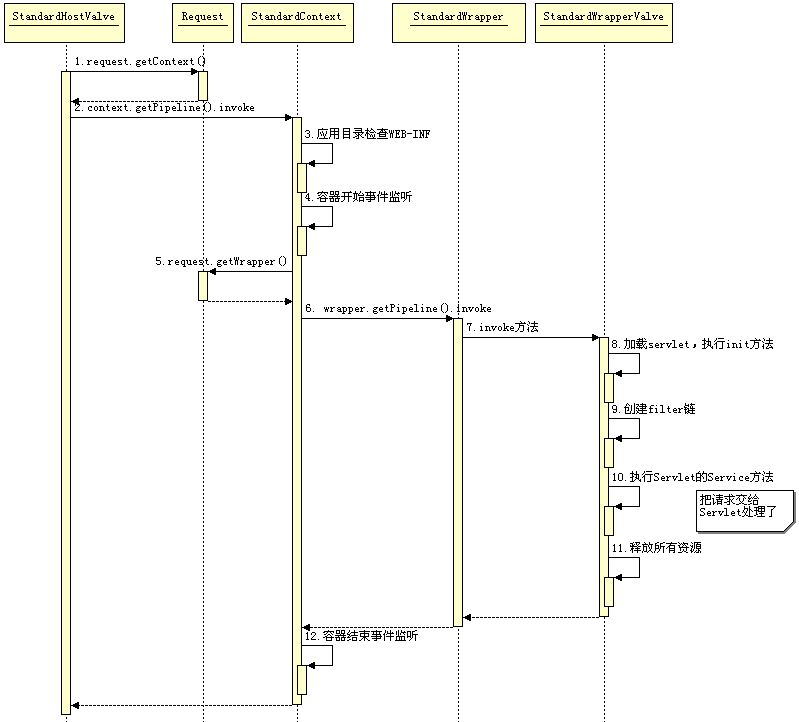 StandardHostValve
Request
StandardContext
StandardWrapper
StandardWrapperValve
1.request.getContext()
2.context.getPipeline().invoke
3.应用目录检查WEB-INF
4.容器开始事件监听
5.request.getWrapper()
6. wrapper.getPipeline().invoke
7.invoke方法
8.加载servlet，执行init方法
9.创建filter链
10.执行Servlet的Service方法
把请求交给
Servlet处理了
11.释放所有资源
12.容器结束事件监听